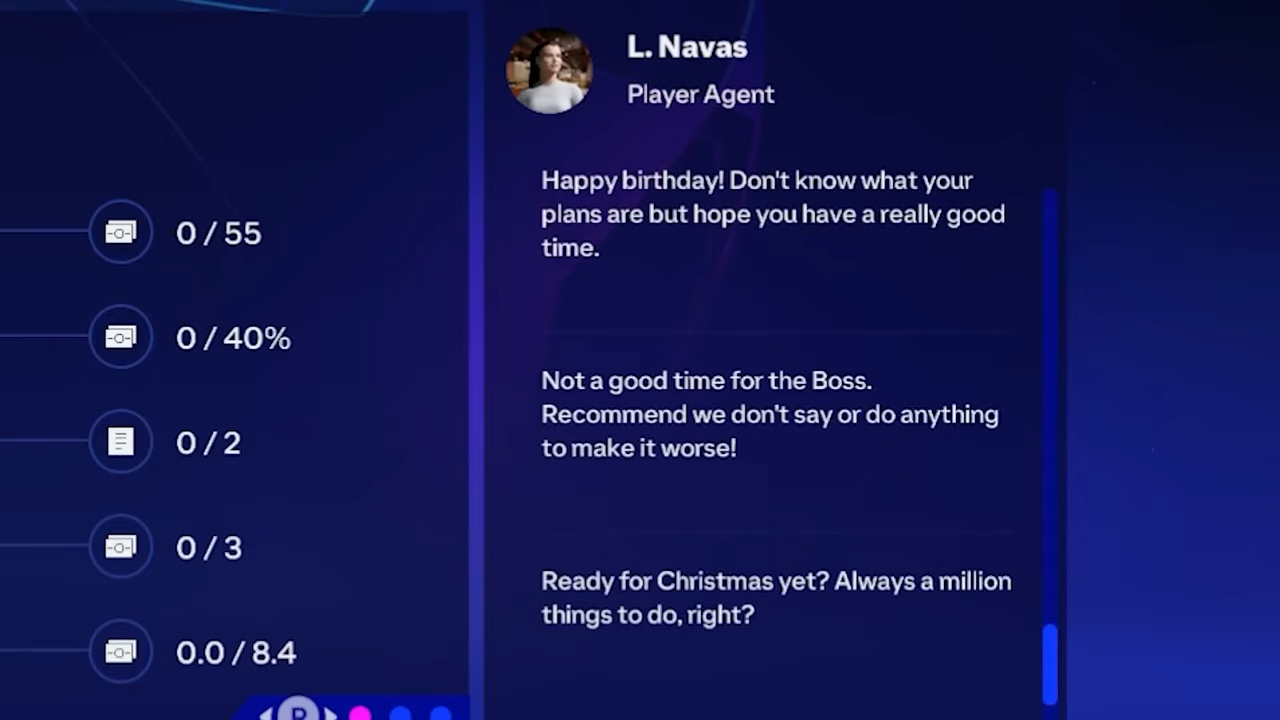 L. Navas
Player Agent
Happy birthday! Don't know what your
plans are but hope you have a really good
time.
Not a good time for the Boss.
Recommend we don't say or do anything
to make it worse!
Ready for Christmas yet? Always a million
things to do, right?
0 / 55
0 / 40%
0 / 2
0 / 3
0.0 / 8.4
R